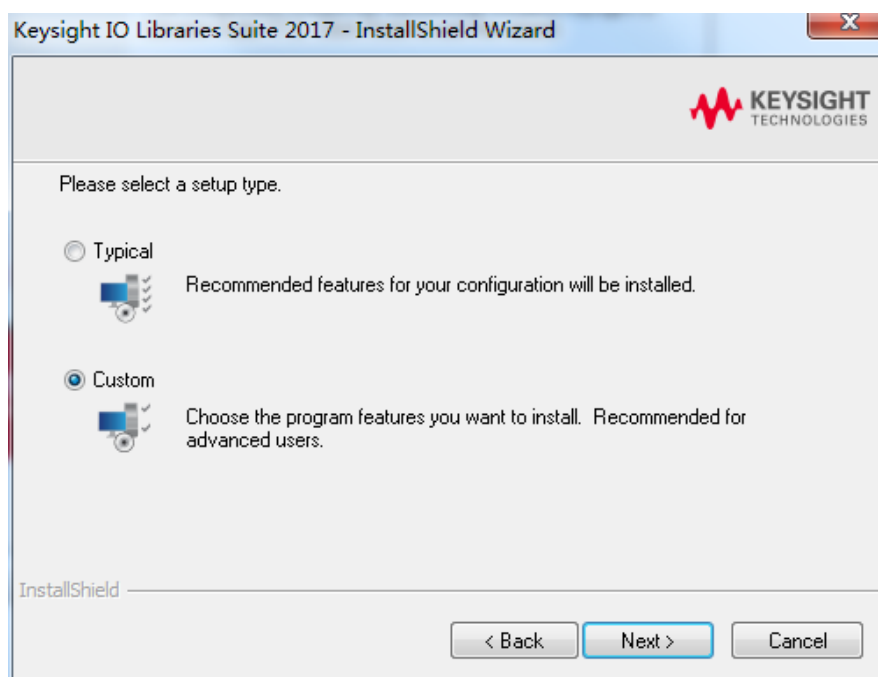 Keysight IO Libraries Suite 2017 - InstallShield Wizard
KEYSIGHT
TECHNOLOGIES
Please select a setup type.
Typical
Recommended features for your configuration will be installed.
Custom
Choose the program features you want to install.  Recommended for
advanced users.
InstallShield
< Back
Next >
Cancel